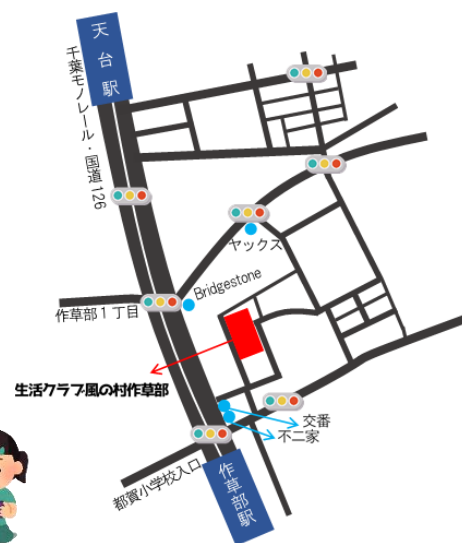 天台駅
千葉モノレール・国道126
ヤックス
Bridgestone
作草部1丁目
生活クラブ風の村作草部
交番
不二家
都賀小学校入口
作草部駅